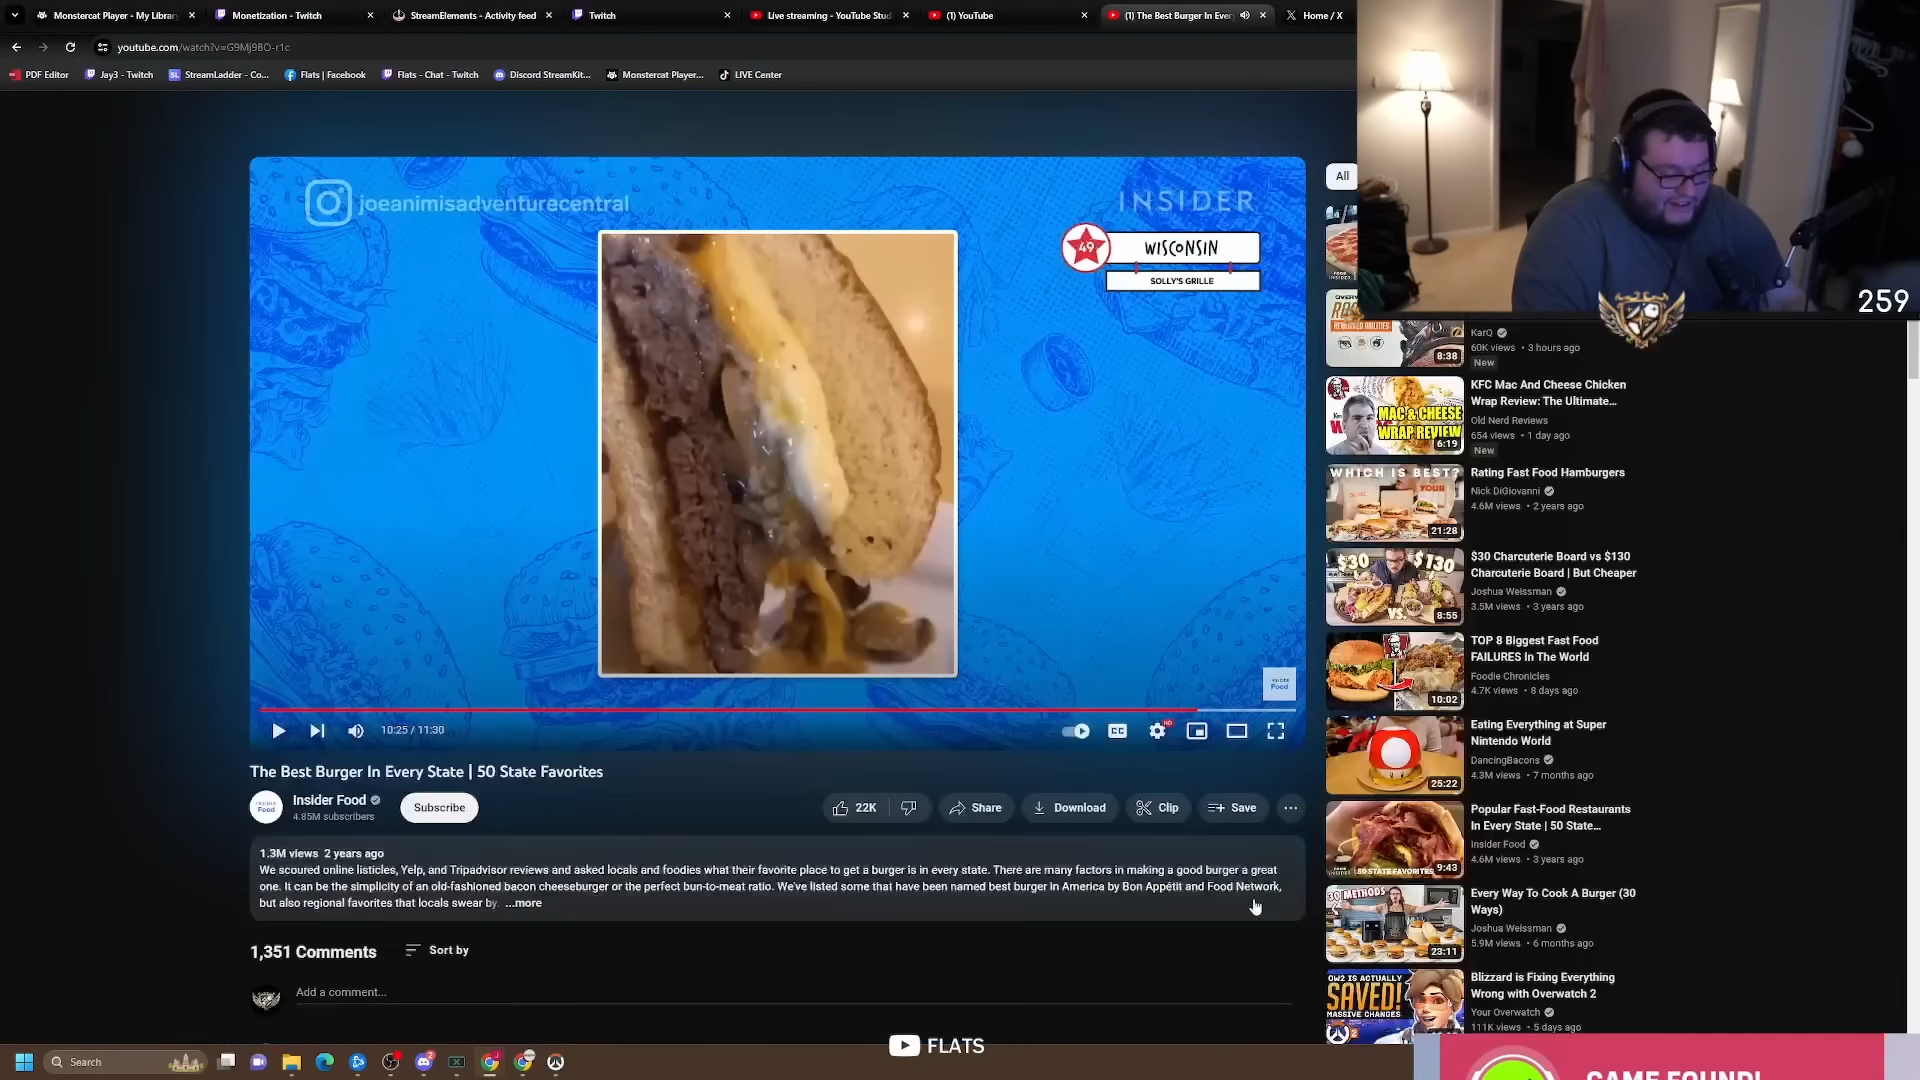 Monstercat Player - My Library
Monetization - Twitch
StreamElements - Activity feed
Twitch
Live streaming - YouTube Stud
(1) YouTube
(1) The Best Burger In Ever
Home / X
youtube.com/watch?v=G9Mj9BO-r1c
PDF Editor
Jay3 - Twitch
StreamLadder - Co...
Flats | Facebook
Flats - Chat - Twitch
Discord StreamKit...
Monstercat Player...
LIVE Center
joeanimisadventurecentral
INSIDER
49
WISCONSIN
SOLLY'S GRILLE
INSIDER
Food
10:25 / 11:30
CC
HD
The Best Burger In Every State | 50 State Favorites
Insider Food
4.85M subscribers
Subscribe
22K
Share
Download
Clip
Save
1.3M views 2 years ago
We scoured online listicles, Yelp, and Tripadvisor reviews and asked locals and foodies what their favorite place to get a burger is in every state. There are many factors in making a good burger a great
one. It can be the simplicity of an old-fashioned bacon cheeseburger or the perfect bun-to-meat ratio. We've listed some that have been named best burger in America by Bon Appétit and Food Network,
but also regional favorites that locals swear by. ...more
1,351 Comments
Sort by
Add a comment...
All
259
KarQ
60K views • 3 hours ago
New
8:38
KFC Mac And Cheese Chicken
Wrap Review: The Ultimate...
Old Nerd Reviews
654 views • 1 day ago
New
MAC & CHEESE
WRAP REVIEW
6:19
Rating Fast Food Hamburgers
Nick DiGiovanni
4.6M views • 2 years ago
WHICH IS BEST?
21:28
$30 Charcuterie Board vs $130
Charcuterie Board | But Cheaper
Joshua Weissman
3.5M views • 3 years ago
$30
$130
VS.
8:55
TOP 8 Biggest Fast Food
FAILURES In The World
Foodie Chronicles
4.7K views • 8 days ago
10:02
Eating Everything at Super
Nintendo World
DancingBacons
4.3M views • 7 months ago
25:22
Popular Fast-Food Restaurants
In Every State | 50 State...
Insider Food
4.6M views • 3 years ago
50 STATE FAVORITES
9:43
Every Way To Cook A Burger (30
Ways)
Joshua Weissman
5.9M views • 6 months ago
30 METHODS
23:11
Blizzard is Fixing Everything
Wrong with Overwatch 2
Your Overwatch
111K views • 5 days ago
OW2 IS ACTUALLY
SAVED!
MASSIVE CHANGES
FLATS
Search
GAME FOUND!